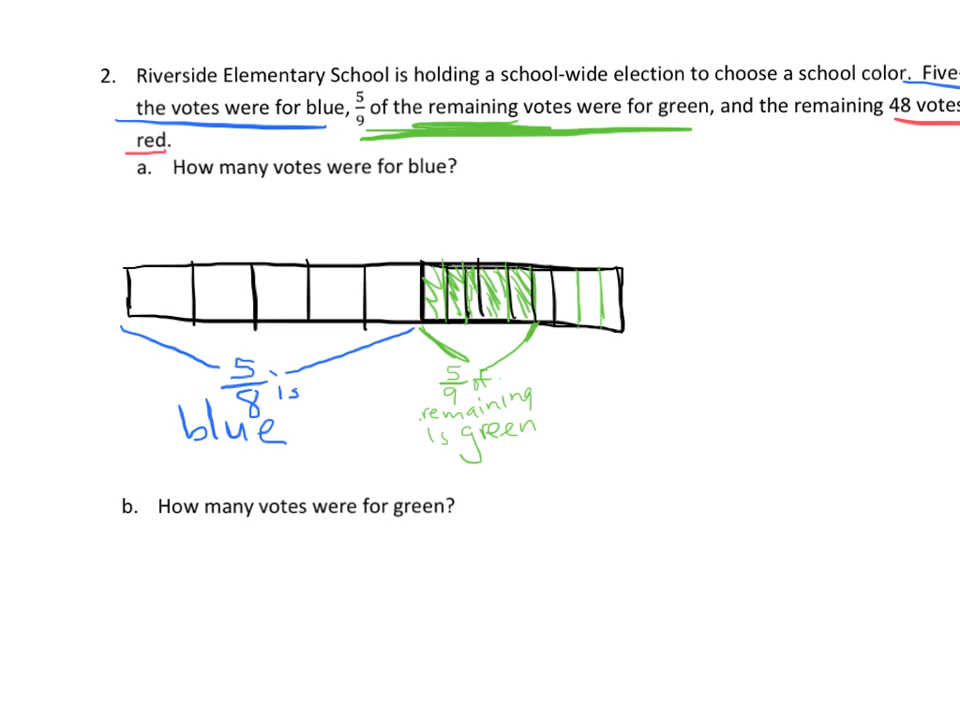 2. Riverside Elementary School is holding a school-wide election to choose a school color. Five-
the votes were for blue, 5/9 of the remaining votes were for green, and the remaining 48 votes
red.
a. How many votes were for blue?
5/8 is
blue
5/9 of
remaining
is green
b. How many votes were for green?